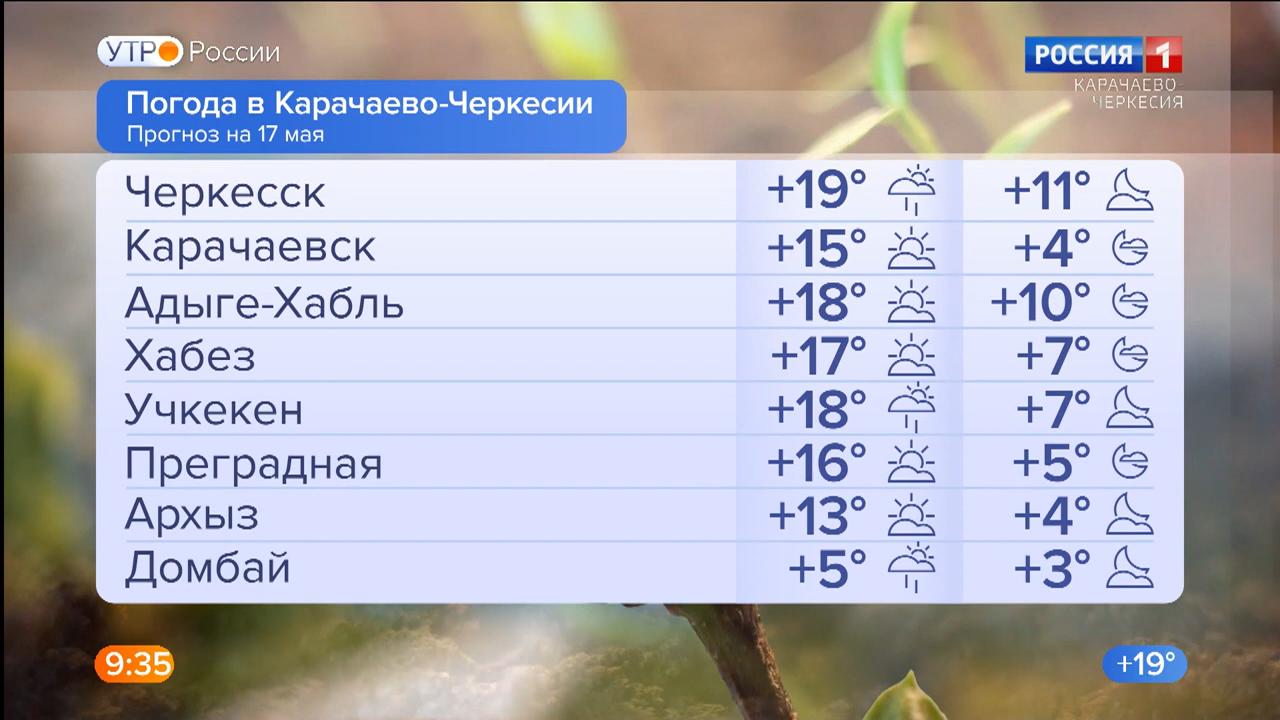 УТРО России
РОССИЯ 1
КАРАЧАЕВО-
ЧЕРКЕСИЯ
Погода в Карачаево-Черкесии
Прогноз на 17 мая
Черкесск +19° +11°
Карачаевск +15° +4°
Адыге-Хабль +18° +10°
Хабез +17° +7°
Учкекен +18° +7°
Преградная +16° +5°
Архыз +13° +4°
Домбай +5° +3°
9:35 +19°